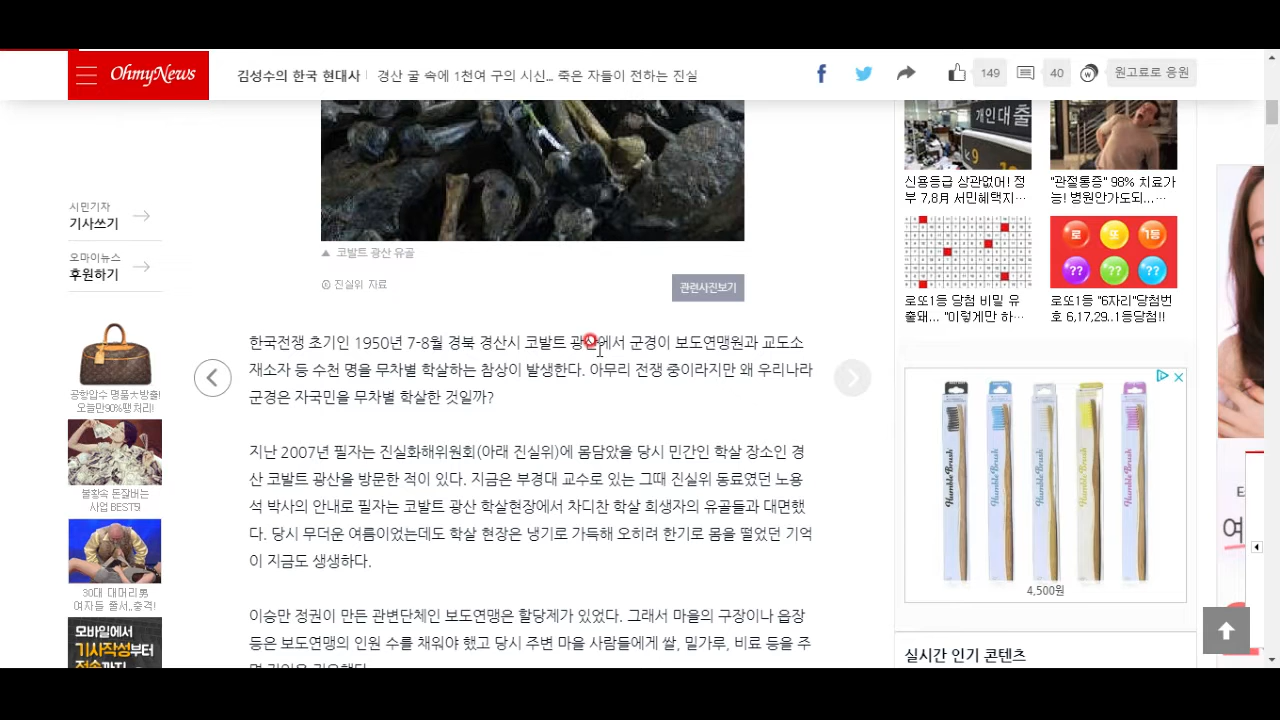 OhmyNews
김성수의 한국 현대사
경산 굴 속에 1천여 구의 시신... 죽은 자들이 전하는 진실
149
40
원고료로 응원
시민기자
기사쓰기
오마이뉴스
후원하기
공항압수 명품★방출!
오늘만90%땡처리!
불황속 돈잘버는
사업 BEST9
30대 대머리男
여자들 줄서..충격!
모바일에서
기사작성부터
▲ 코발트 광산 유골
ⓒ 진실위 자료
관련사진보기
한국전쟁 초기인 1950년 7-8월 경북 경산시 코발트 광산에서 군경이 보도연맹원과 교도소
재소자 등 수천 명을 무차별 학살하는 참상이 발생한다. 아무리 전쟁 중이라지만 왜 우리나라
군경은 자국민을 무차별 학살한 것일까?
지난 2007년 필자는 진실화해위원회(아래 진실위)에 몸담았을 당시 민간인 학살 장소인 경
산 코발트 광산을 방문한 적이 있다. 지금은 부경대 교수로 있는 그때 진실위 동료였던 노용
석 박사의 안내로 필자는 코발트 광산 학살현장에서 차디찬 학살 희생자의 유골들과 대면했
다. 당시 무더운 여름이었는데도 학살 현장은 냉기로 가득해 오히려 한기로 몸을 떨었던 기억
이 지금도 생생하다.
이승만 정권이 만든 관변단체인 보도연맹은 할당제가 있었다. 그래서 마을의 구장이나 읍장
등은 보도연맹의 인원 수를 채워야 했고 당시 주변 마을 사람들에게 쌀, 밀가루, 비료 등을 주
개인대출
신용등급 상관없어! 정
부 7,8月 서민혜택지…
"관절통증" 98% 치료가
능! 병원안가도되...…
로 또 1등
?? ?? ??
로또1등 당첨 비밀 유
출돼... "이렇게만 하…
로또1등 "6자리"당첨번
호 6,17,29..1등당첨!!
Humble Brush
Humble Brush
Humble Brush
Humble Brush
Humble Brush
4,500원
실시간 인기 콘텐츠
여